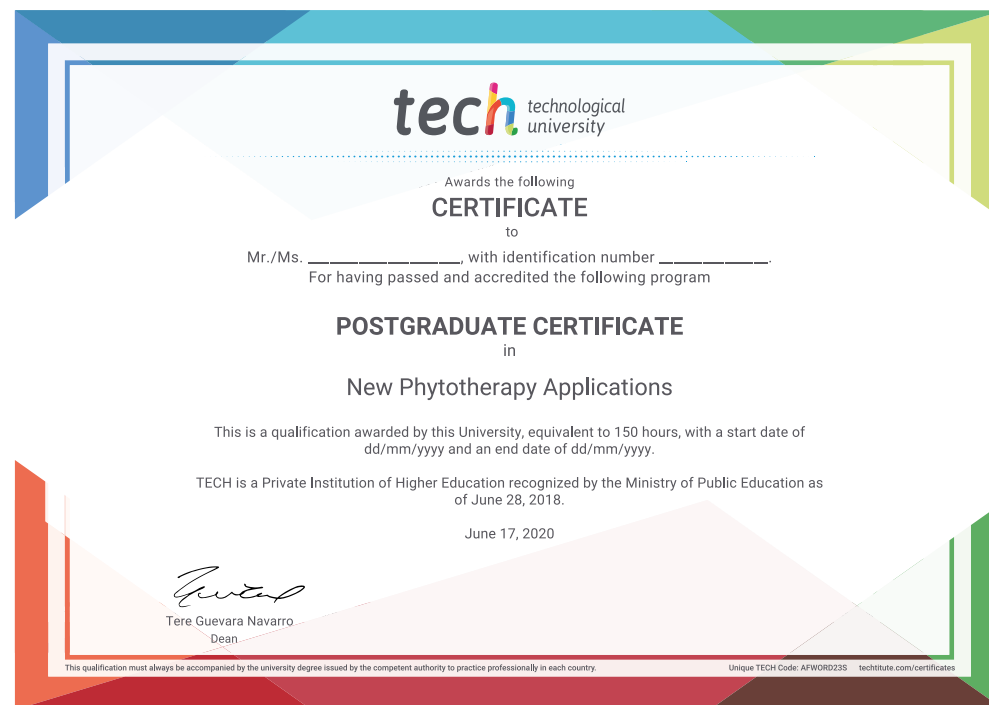 tech technological
university
Awards the following
CERTIFICATE
to
Mr./Ms. ____________________, with identification number ______________.
For having passed and accredited the following program
POSTGRADUATE CERTIFICATE
in
New Phytotherapy Applications
This is a qualification awarded by this University, equivalent to 150 hours, with a start date of
dd/mm/yyyy and an end date of dd/mm/yyyy.
TECH is a Private Institution of Higher Education recognized by the Ministry of Public Education as
of June 28, 2018.
June 17, 2020
Tere Guevara Navarro
Dean
This qualification must always be accompanied by the university degree issued by the competent authority to practice professionally in each country.
Unique TECH Code: AFWORD23S techtitute.com/certificates